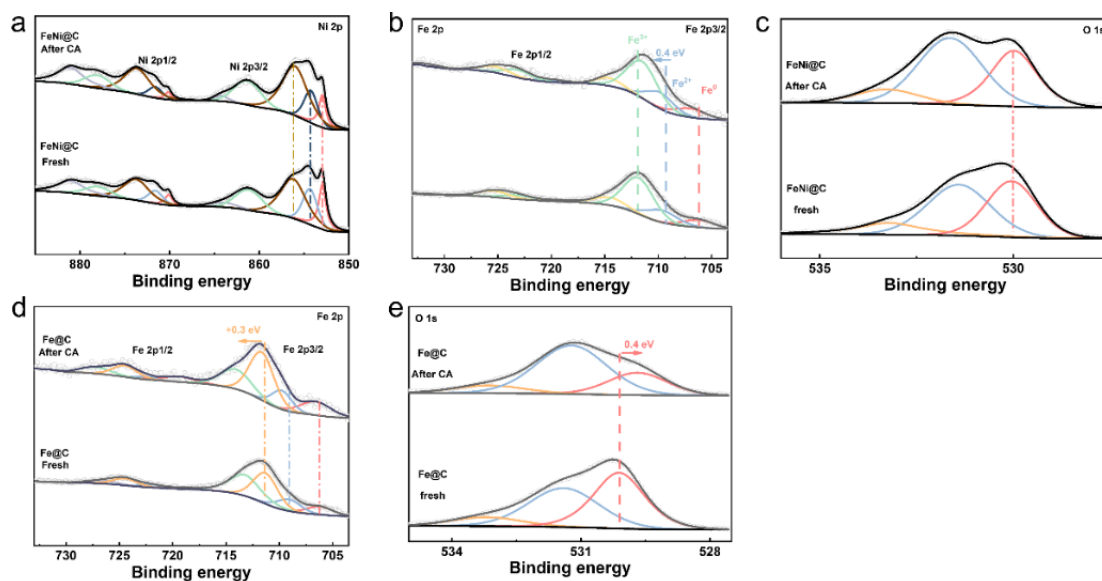 a
Ni 2p
FeNi@C
After CA
Ni 2p1/2
Ni 2p3/2
FeNi@C
Fresh
880
870
860
850
Binding energy
b
Fe 2p
Fe 2p3/2
Fe 2p1/2
Fe3+
0.4 eV
Fe2+
Fe0
730
725
720
715
710
705
Binding energy
c
O 1s
FeNi@C
After CA
FeNi@C
fresh
535
530
Binding energy
d
Fe 2p
Fe@C
After CA
Fe 2p1/2
+0.3 eV
Fe 2p3/2
Fe@C
Fresh
730
725
720
715
710
705
Binding energy
e
O 1s
Fe@C
After CA
0.4 eV
Fe@C
fresh
534
531
528
Binding energy